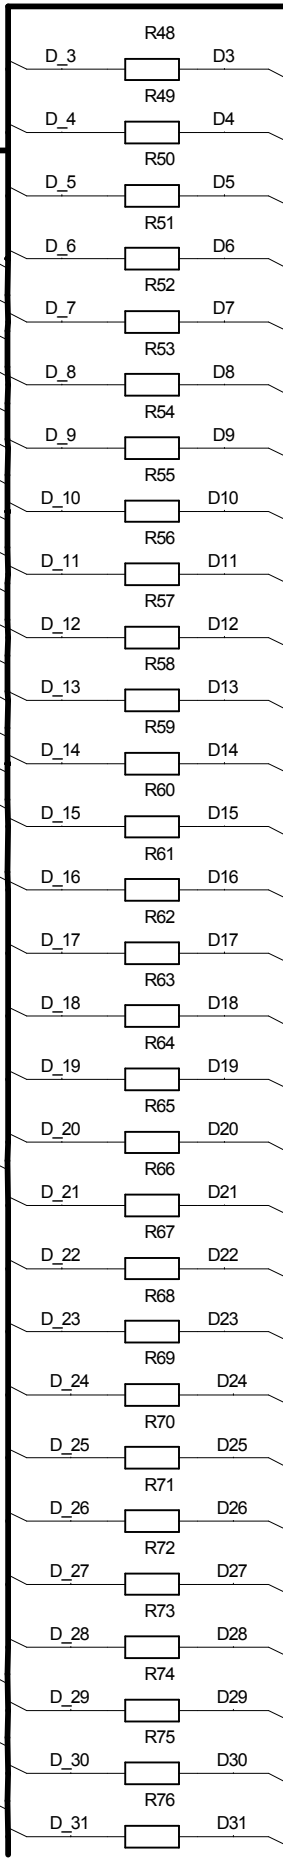 R48
D_3 D3
R49
D_4 D4
R50
D_5 D5
R51
D_6 D6
R52
D_7 D7
R53
D_8 D8
R54
D_9 D9
R55
D_10 D10
R56
D_11 D11
R57
D_12 D12
R58
D_13 D13
R59
D_14 D14
R60
D_15 D15
R61
D_16 D16
R62
D_17 D17
R63
D_18 D18
R64
D_19 D19
R65
D_20 D20
R66
D_21 D21
R67
D_22 D22
R68
D_23 D23
R69
D_24 D24
R70
D_25 D25
R71
D_26 D26
R72
D_27 D27
R73
D_28 D28
R74
D_29 D29
R75
D_30 D30
R76
D_31 D31